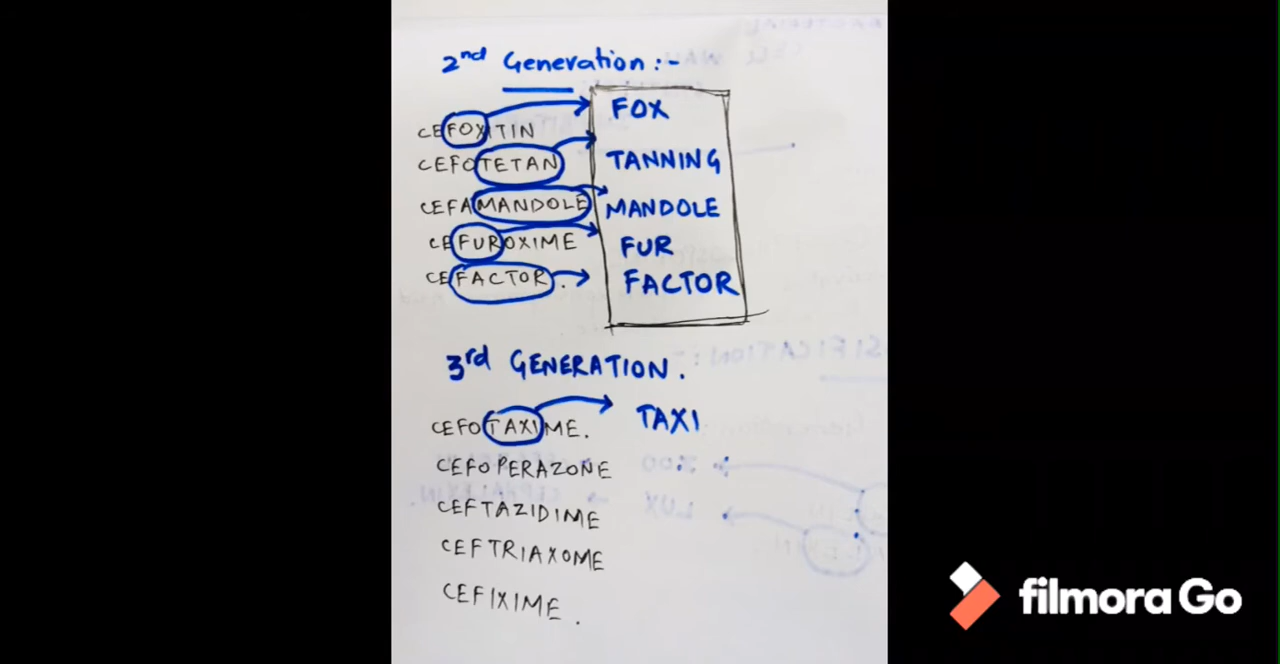 2nd Generation :-
CEFOXITIN FOX
CEFOTETAN TANNING
CEFAMANDOLE MANDOLE
CEFUROXIME FUR
CEFACTOR. FACTOR
3rd GENERATION.
CEFOTAXIME. TAXI
CEFOPERAZONE
CEFTAZIDIME
CEFTRIAXOME
CEFIXIME.
filmora Go